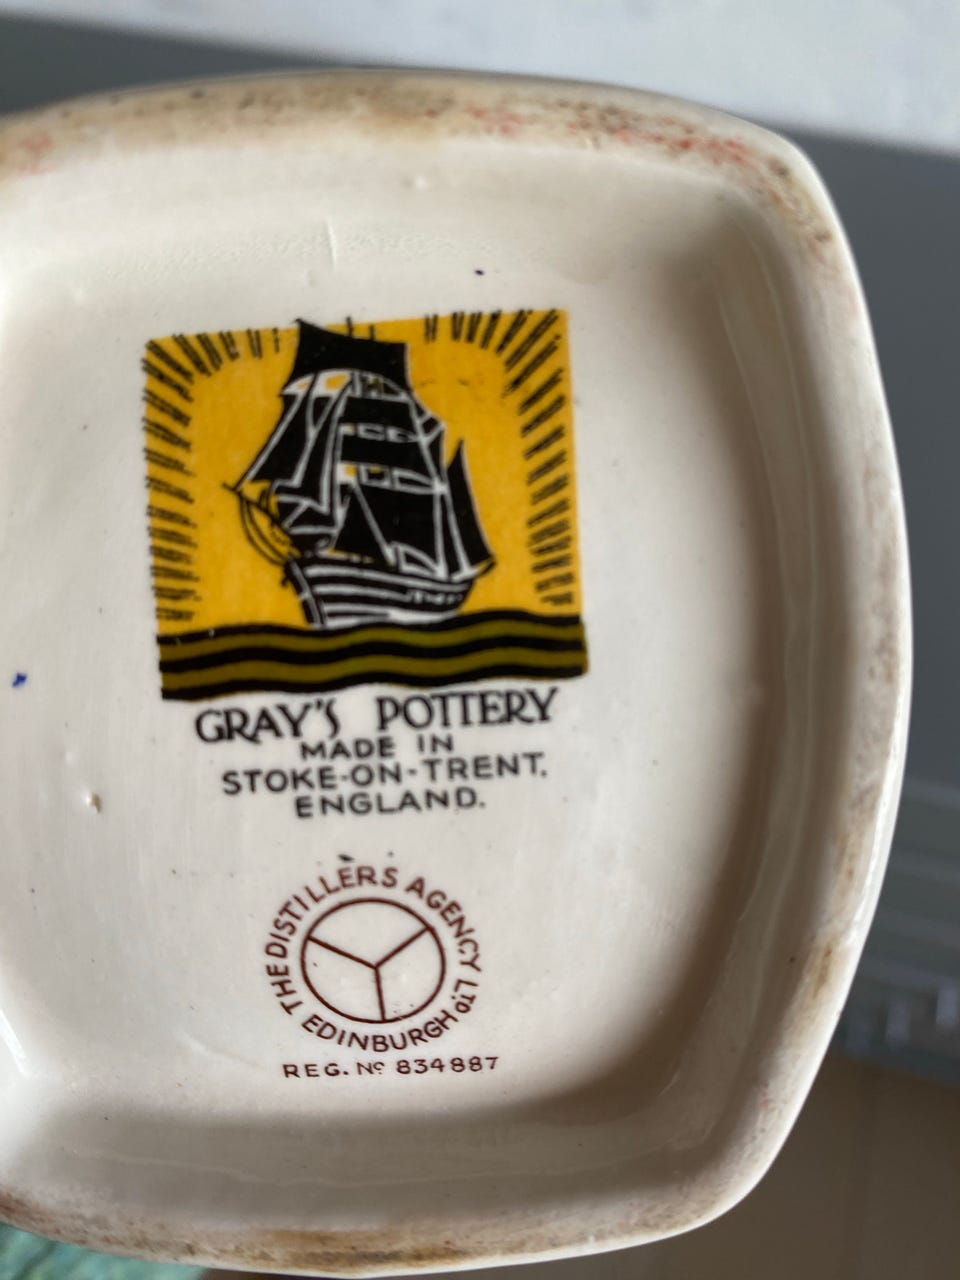 GRAY'S POTTERY
MADE IN
STOKE-ON-TRENT.
ENGLAND.
THE DISTILLERS AGENCY LTD
EDINBURGH
REG. No 834887